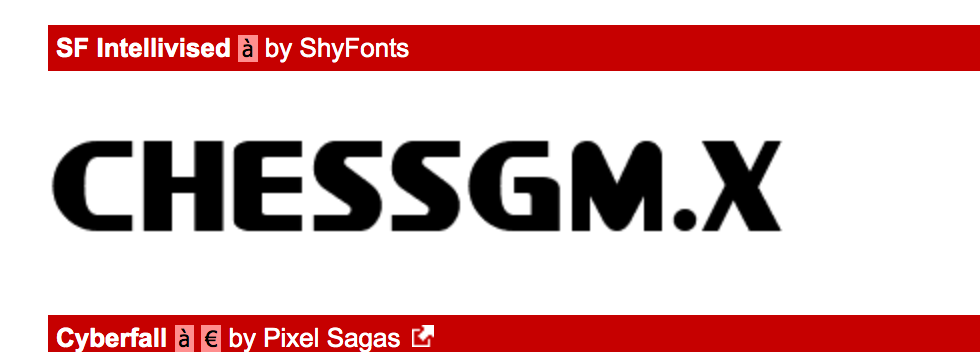 SF Intellivised à by ShyFonts
CHESSGM.X
Cyberfall à € by Pixel Sagas